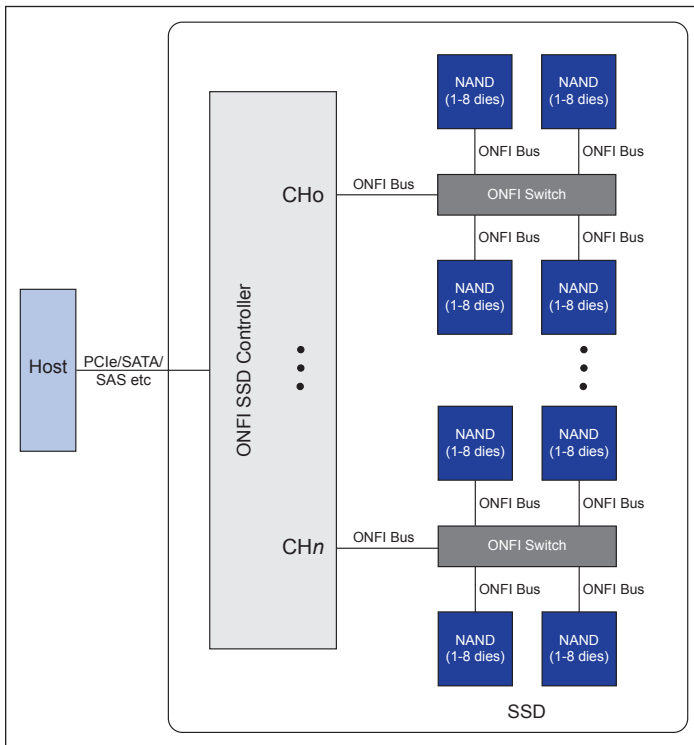 NAND
(1-8 dies)
NAND
(1-8 dies)
ONFI Bus
ONFI Bus
CHo
ONFI Bus
ONFI Switch
ONFI Bus
ONFI Bus
NAND
(1-8 dies)
NAND
(1-8 dies)
Host
PCIe/SATA/
SAS etc
ONFI SSD Controller
NAND
(1-8 dies)
NAND
(1-8 dies)
ONFI Bus
ONFI Bus
CHn
ONFI Bus
ONFI Switch
ONFI Bus
ONFI Bus
NAND
(1-8 dies)
NAND
(1-8 dies)
SSD